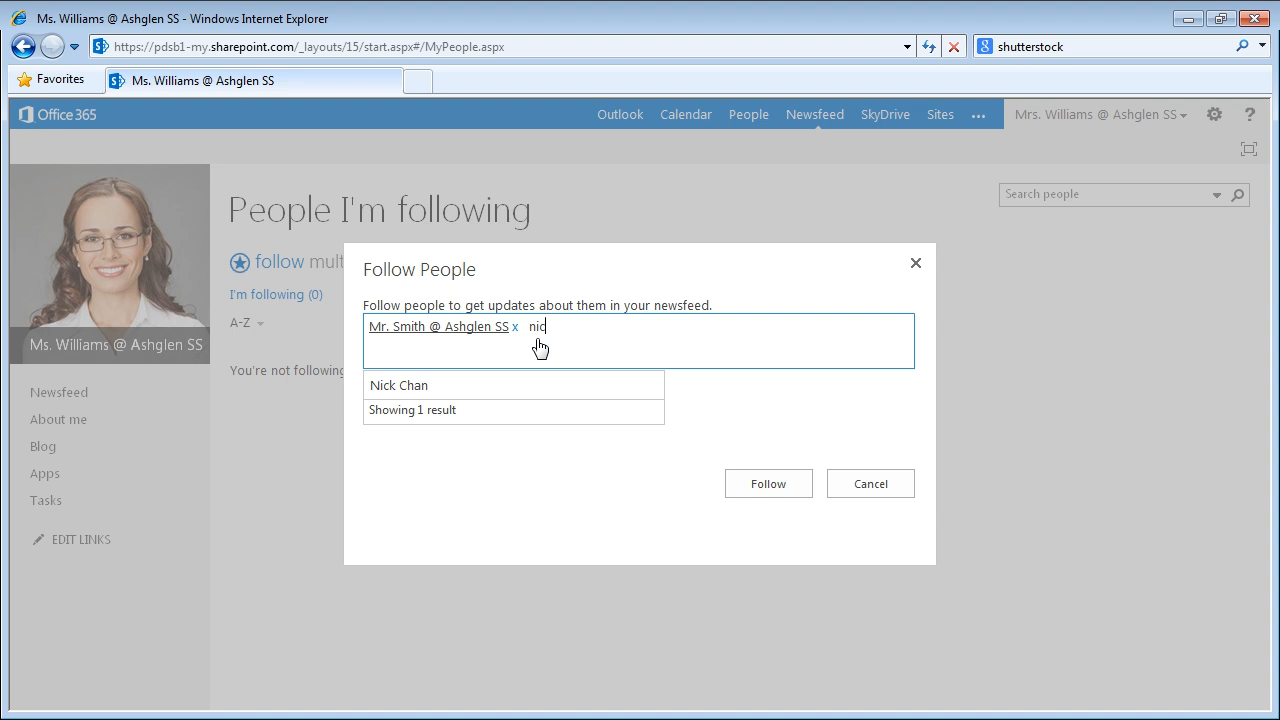 Ms. Williams @ Ashglen SS - Windows Internet Explorer
https://pdsb1-my.sharepoint.com/_layouts/15/start.aspx#/MyPeople.aspx
shutterstock
Favorites
Ms. Williams @ Ashglen SS
Office 365
Outlook Calendar People Newsfeed SkyDrive Sites ... Mrs. Williams @ Ashglen SS ?
People I'm following
Search people
follow mult
I'm following (0)
A-Z
You're not following
Ms. Williams @ Ashglen SS
Newsfeed
About me
Blog
Apps
Tasks
EDIT LINKS
Follow People
Follow people to get updates about them in your newsfeed.
Mr. Smith @ Ashglen SS x nic
Nick Chan
Showing 1 result
Follow Cancel